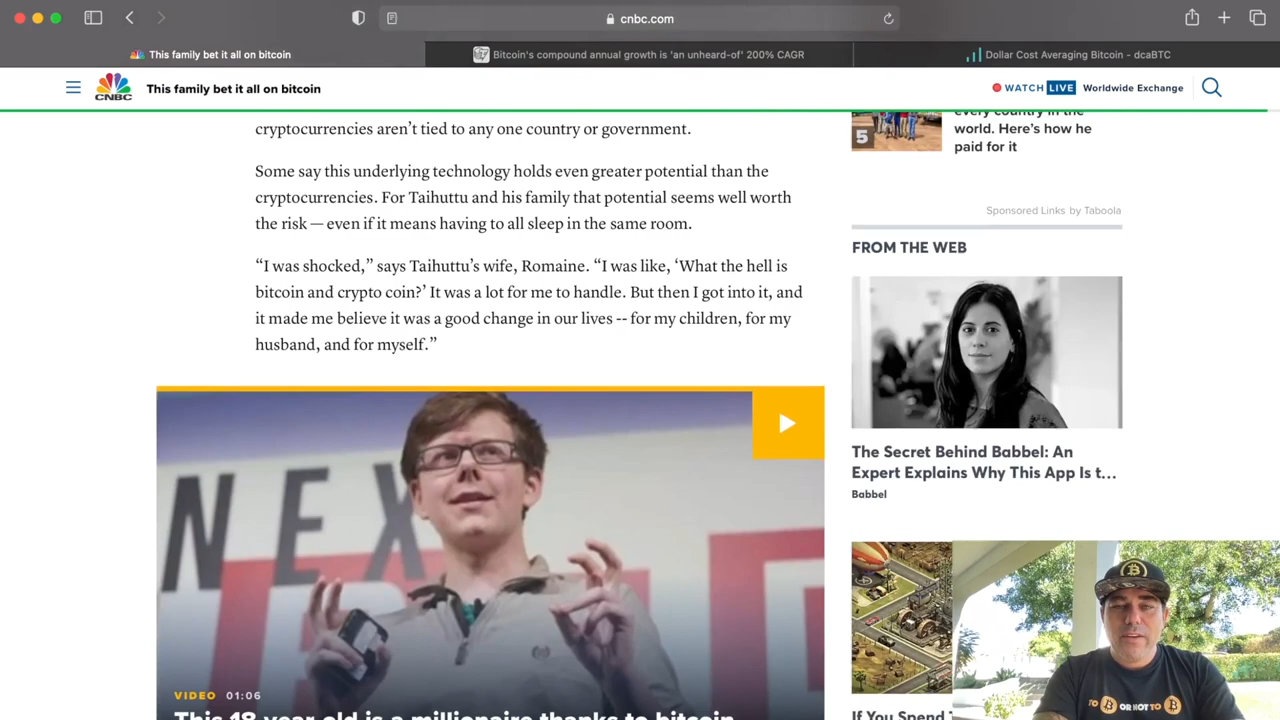 cnbc.com
This family bet it all on bitcoin
Bitcoin's compound annual growth is 'an unheard-of' 200% CAGR
Dollar Cost Averaging Bitcoin - dcaBTC
CNBC
This family bet it all on bitcoin
WATCH LIVE Worldwide Exchange
cryptocurrencies aren’t tied to any one country or government.
Some say this underlying technology holds even greater potential than the
cryptocurrencies. For Taihuttu and his family that potential seems well worth
the risk — even if it means having to all sleep in the same room.
“I was shocked,” says Taihuttu’s wife, Romaine. “I was like, ‘What the hell is
bitcoin and crypto coin?’ It was a lot for me to handle. But then I got into it, and
it made me believe it was a good change in our lives -- for my children, for my
husband, and for myself.”
NEX
VIDEO 01:06
This 18-year-old is a millionaire thanks to bitcoin
5
every country in the
world. Here’s how he
paid for it
Sponsored Links by Taboola
FROM THE WEB
The Secret Behind Babbel: An
Expert Explains Why This App Is t…
Babbel
If You Spend
TO B OR NOT TO B